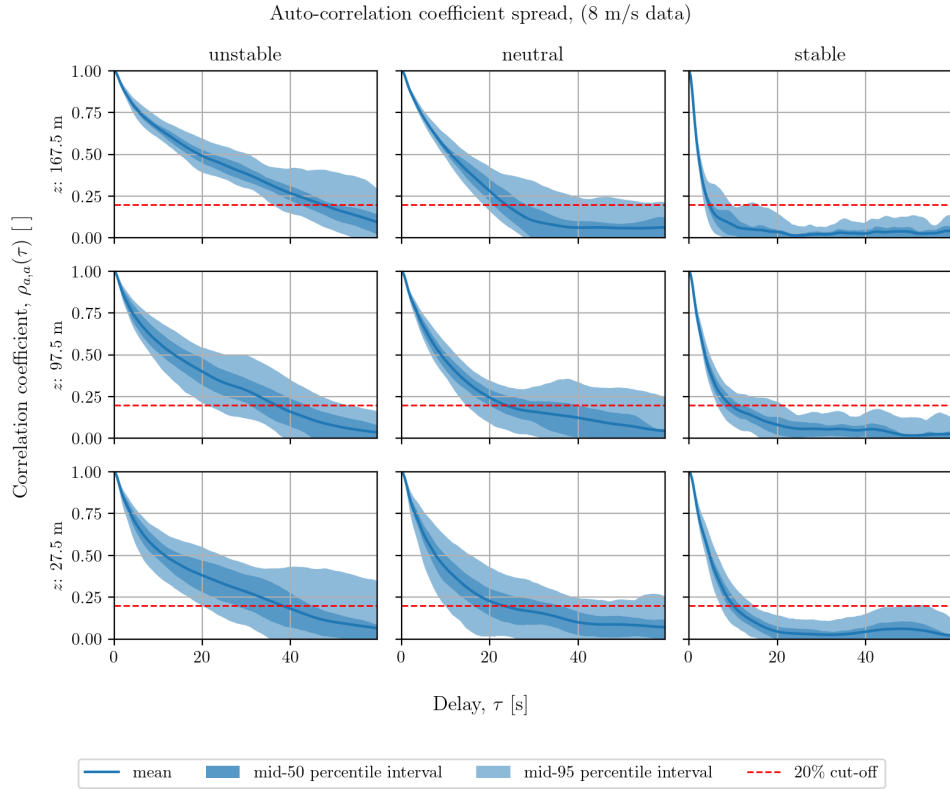 Auto-correlation coefficient spread, (8 m/s data)
unstable neutral stable
Correlation coefficient, ρa,a(τ) [ ]
z: 167.5 m
1.00
0.75
0.50
0.25
0.00
z: 97.5 m
1.00
0.75
0.50
0.25
0.00
z: 27.5 m
1.00
0.75
0.50
0.25
0.00
0 20 40 0 20 40 0 20 40
Delay, τ [s]
mean mid-50 percentile interval mid-95 percentile interval 20% cut-off